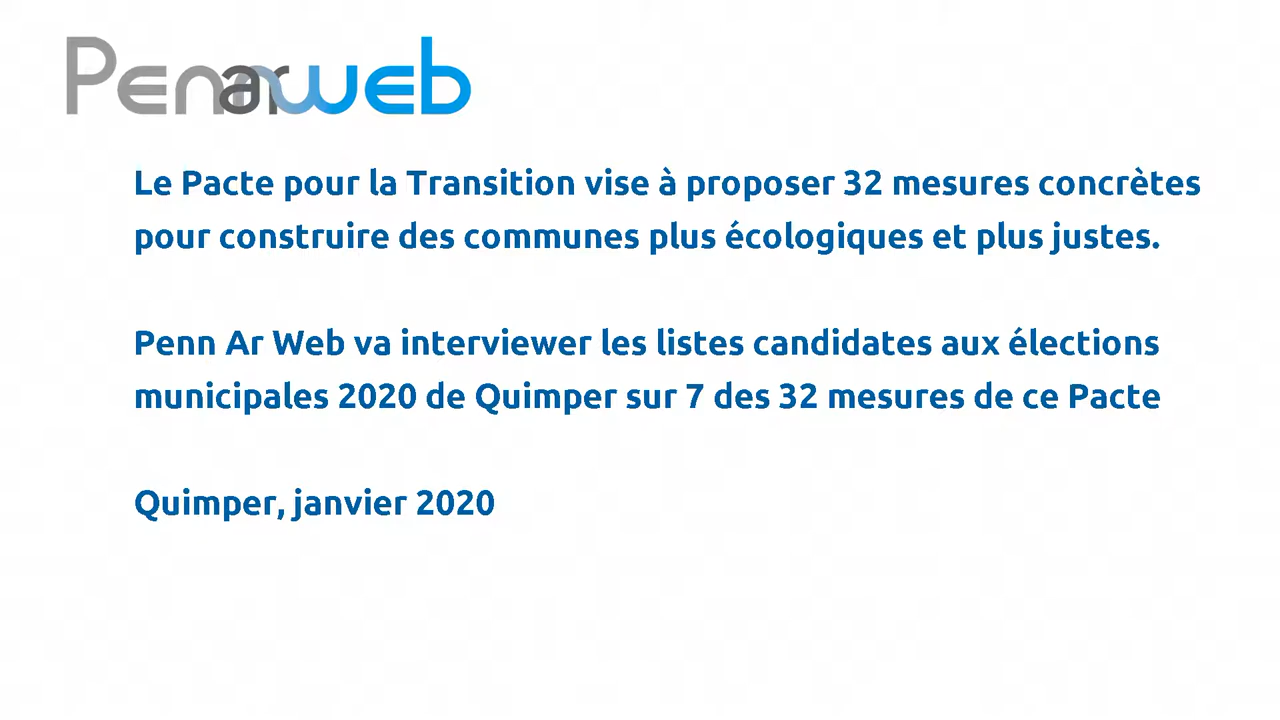 Penn ar web
Le Pacte pour la Transition vise à proposer 32 mesures concrètes
pour construire des communes plus écologiques et plus justes.
Penn Ar Web va interviewer les listes candidates aux élections
municipales 2020 de Quimper sur 7 des 32 mesures de ce Pacte
Quimper, janvier 2020